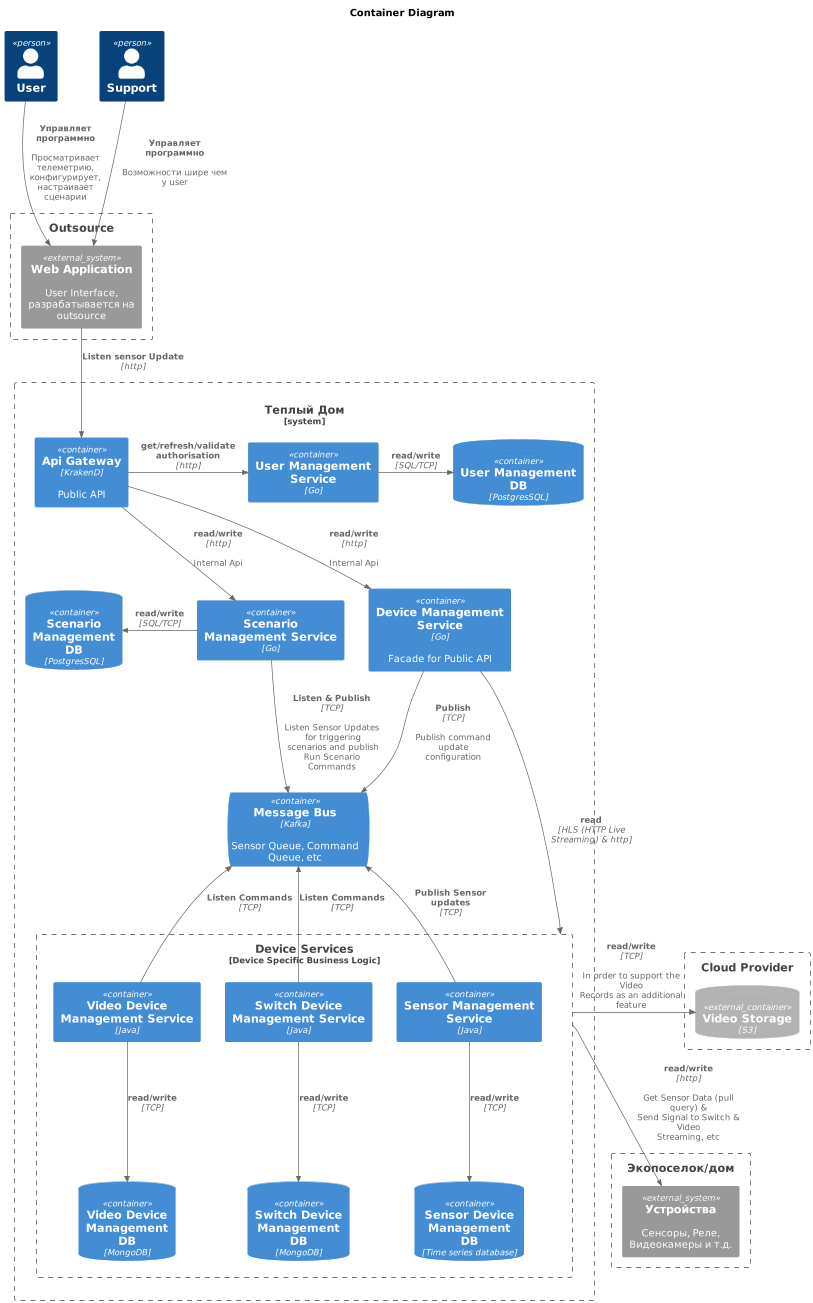 Container Diagram
«person»
User
«person»
Support
Управляет
программно
Просматривает
телеметрию,
конфигурирует,
настраивает
сценарии
Управляет
программно
Возможности шире чем
у user
Outsource
«external_system»
Web Application
User Interface,
разрабатывается на
outsource
Listen sensor Update
[http]
Теплый Дом
[system]
«container»
Api Gateway
[KrakenD]
Public API
get/refresh/validate
authorisation
[http]
«container»
User Management
Service
[Go]
read/write
[SQL/TCP]
«container»
User Management
DB
[PostgresSQL]
read/write
[http]
Internal Api
read/write
[http]
Internal Api
«container»
Scenario
Management
DB
[PostgresSQL]
read/write
[SQL/TCP]
«container»
Scenario
Management Service
[Go]
«container»
Device Management
Service
[Go]
Facade for Public API
Listen & Publish
[TCP]
Listen Sensor Updates
for triggering
scenarios and publish
Run Scenario
Commands
Publish
[TCP]
Publish command
update
configuration
read
[HLS (HTTP Live
Streaming) & http]
«container»
Message Bus
[Kafka]
Sensor Queue, Command
Queue, etc
Listen Commands
[TCP]
Listen Commands
[TCP]
Publish Sensor
updates
[TCP]
Device Services
[Device Specific Business Logic]
«container»
Video Device
Management Service
[Java]
«container»
Switch Device
Management Service
[Java]
«container»
Sensor Management
Service
[Java]
read/write
[TCP]
In order to support the
Video
Records as an additional
feature
Cloud Provider
«external_container»
Video Storage
[S3]
read/write
[TCP]
read/write
[TCP]
read/write
[TCP]
read/write
[http]
Get Sensor Data (pull
query) &
Send Signal to Switch &
Video
Streaming, etc
«container»
Video Device
Management
DB
[MongoDB]
«container»
Switch Device
Management
DB
[MongoDB]
«container»
Sensor Device
Management
DB
[Time series database]
Экопоселок/дом
«external_system»
Устройства
Сенсоры, Реле,
Видеокамеры и т.д.